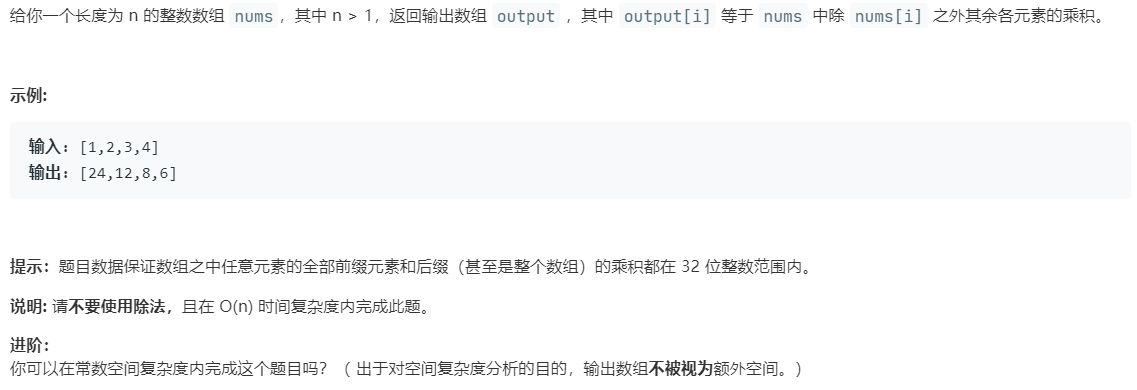 给你一个长度为 n 的整数数组 nums，其中 n > 1，返回输出数组 output ，其中 output[i] 等于 nums 中除 nums[i] 之外其余各元素的乘积。
示例:
输入: [1,2,3,4]
输出: [24,12,8,6]
提示：题目数据保证数组之中任意元素的全部前缀元素和后缀（甚至是整个数组）的乘积都在 32 位整数范围内。
说明: 请不要使用除法，且在 O(n) 时间复杂度内完成此题。
进阶：
你可以在常数空间复杂度内完成这个题目吗？（ 出于对空间复杂度分析的目的，输出数组不被视为额外空间。）